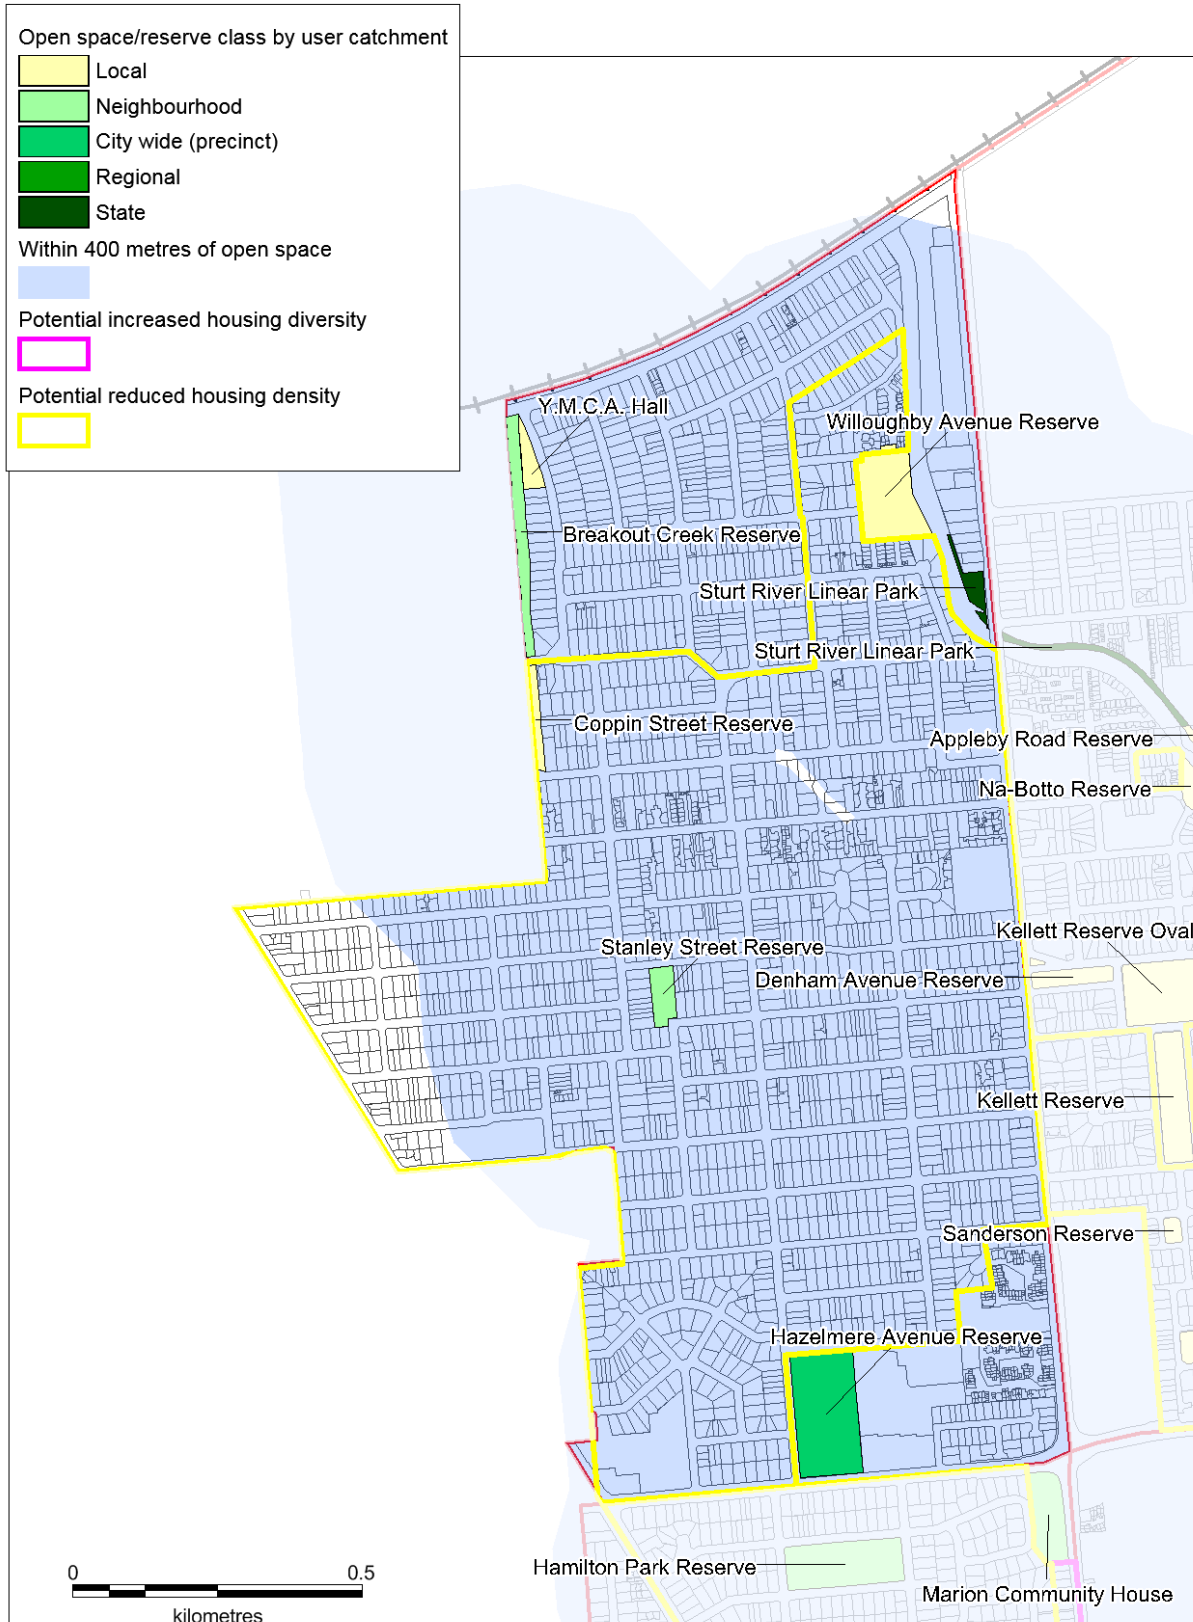 Open space/reserve class by user catchment
Local
Neighbourhood
City wide (precinct)
Regional
State
Within 400 metres of open space
Potential increased housing diversity
Potential reduced housing density
Y.M.C.A. Hall
Willoughby Avenue Reserve
Breakout Creek Reserve
Sturt River Linear Park
Sturt River Linear Park
Coppin Street Reserve
Appleby Road Reserve
Na-Botto Reserve
Kellett Reserve Oval
Stanley Street Reserve
Denham Avenue Reserve
Kellett Reserve
Sanderson Reserve
Hazelmere Avenue Reserve
Hamilton Park Reserve
Marion Community House
0 0.5
kilometres